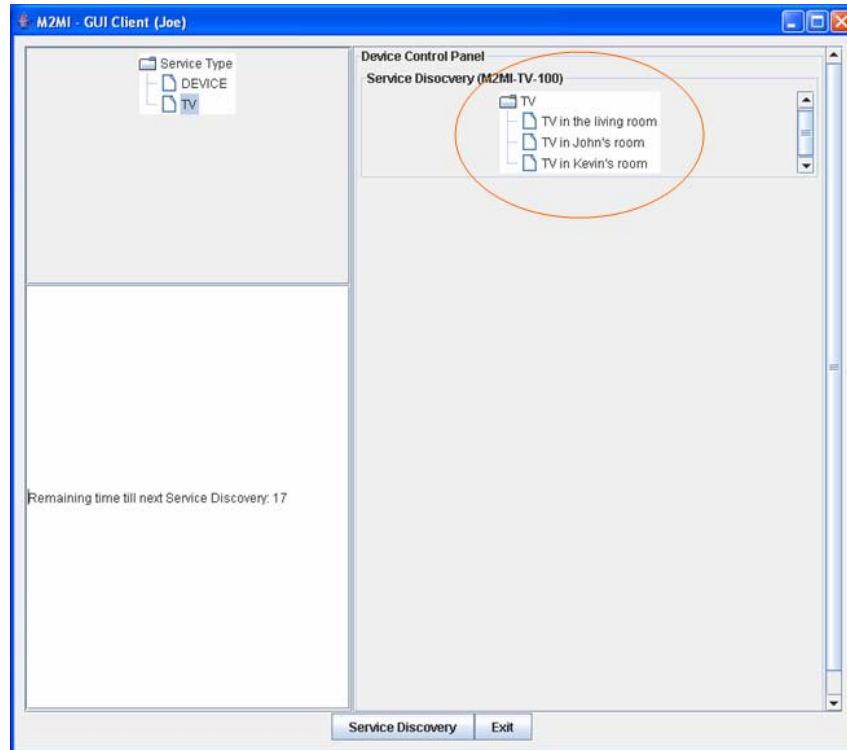 M2MI - GUI Client (Joe)
Service Type
DEVICE
TV
Remaining time till next Service Discovery: 17
Device Control Panel
Service Disocvery (M2MI-TV-100)
TV
TV in the living room
TV in John's room
TV in Kevin's room
Service Discovery
Exit